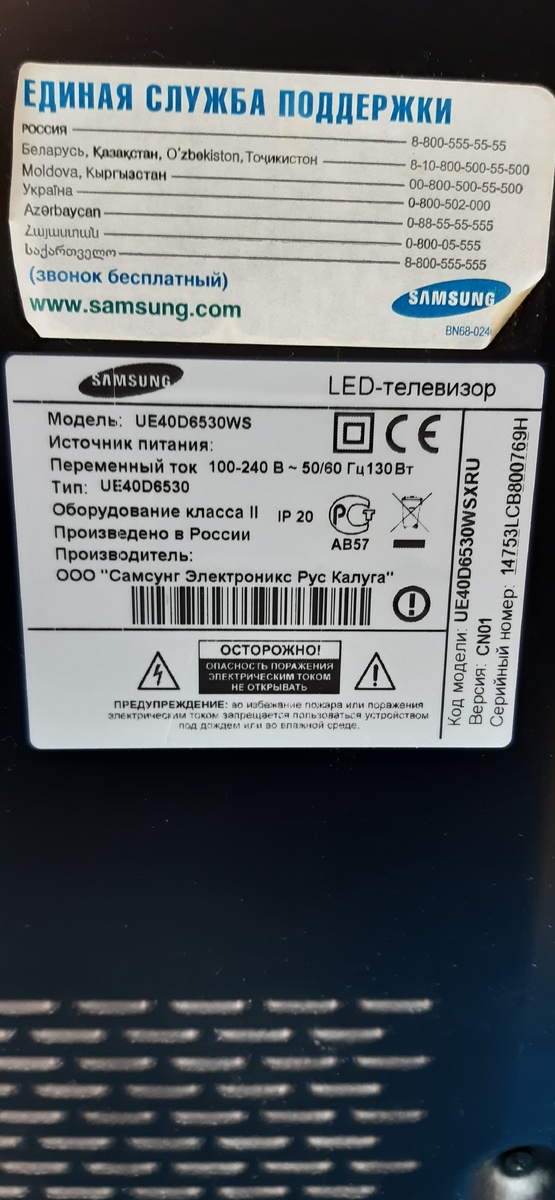 ЕДИНАЯ СЛУЖБА ПОДДЕРЖКИ
РОССИЯ 8-800-555-55-55
Беларусь, Қазақстан, O'zbekiston, Тоҷикистон 8-10-800-500-55-500
Moldova, Кыргызстан 00-800-500-55-500
Україна 0-800-502-000
Azərbaycan 0-88-55-55-555
Հայաստան 0-800-05-555
საქართველო 8-800-555-555
(звонок бесплатный)
www.samsung.com
SAMSUNG
BN68-024
SAMSUNG
LED-телевизор
Модель: UE40D6530WS
Источник питания:
Переменный ток 100-240 В ~ 50/60 Гц 130 Вт
Тип: UE40D6530
Оборудование класса II IP 20
Произведено в России
Производитель:
ООО "Самсунг Электроникс Рус Калуга"
CE
РСТ
АВ57
ОСТОРОЖНО!
ОПАСНОСТЬ ПОРАЖЕНИЯ
ЭЛЕКТРИЧЕСКИМ ТОКОМ
НЕ ОТКРЫВАТЬ
ПРЕДУПРЕЖДЕНИЕ: во избежание пожара или поражения
электрическим током запрещается пользоваться устройством
под дождем или во влажной среде.
Код модели: UE40D6530WSXRU
Версия: CN01
Серийный номер: 14753LCB800769H